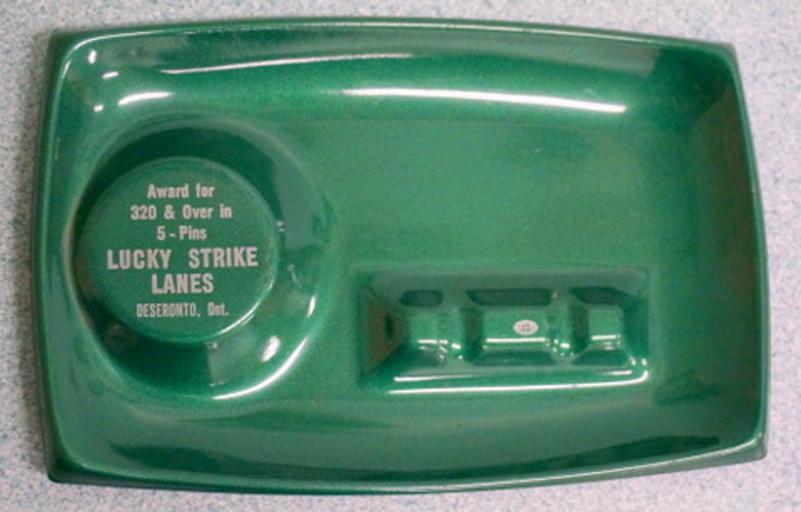 Award for
320 & Over in
5-Pins
LUCKY STRIKE
LANES
DESERONTO, Ont.